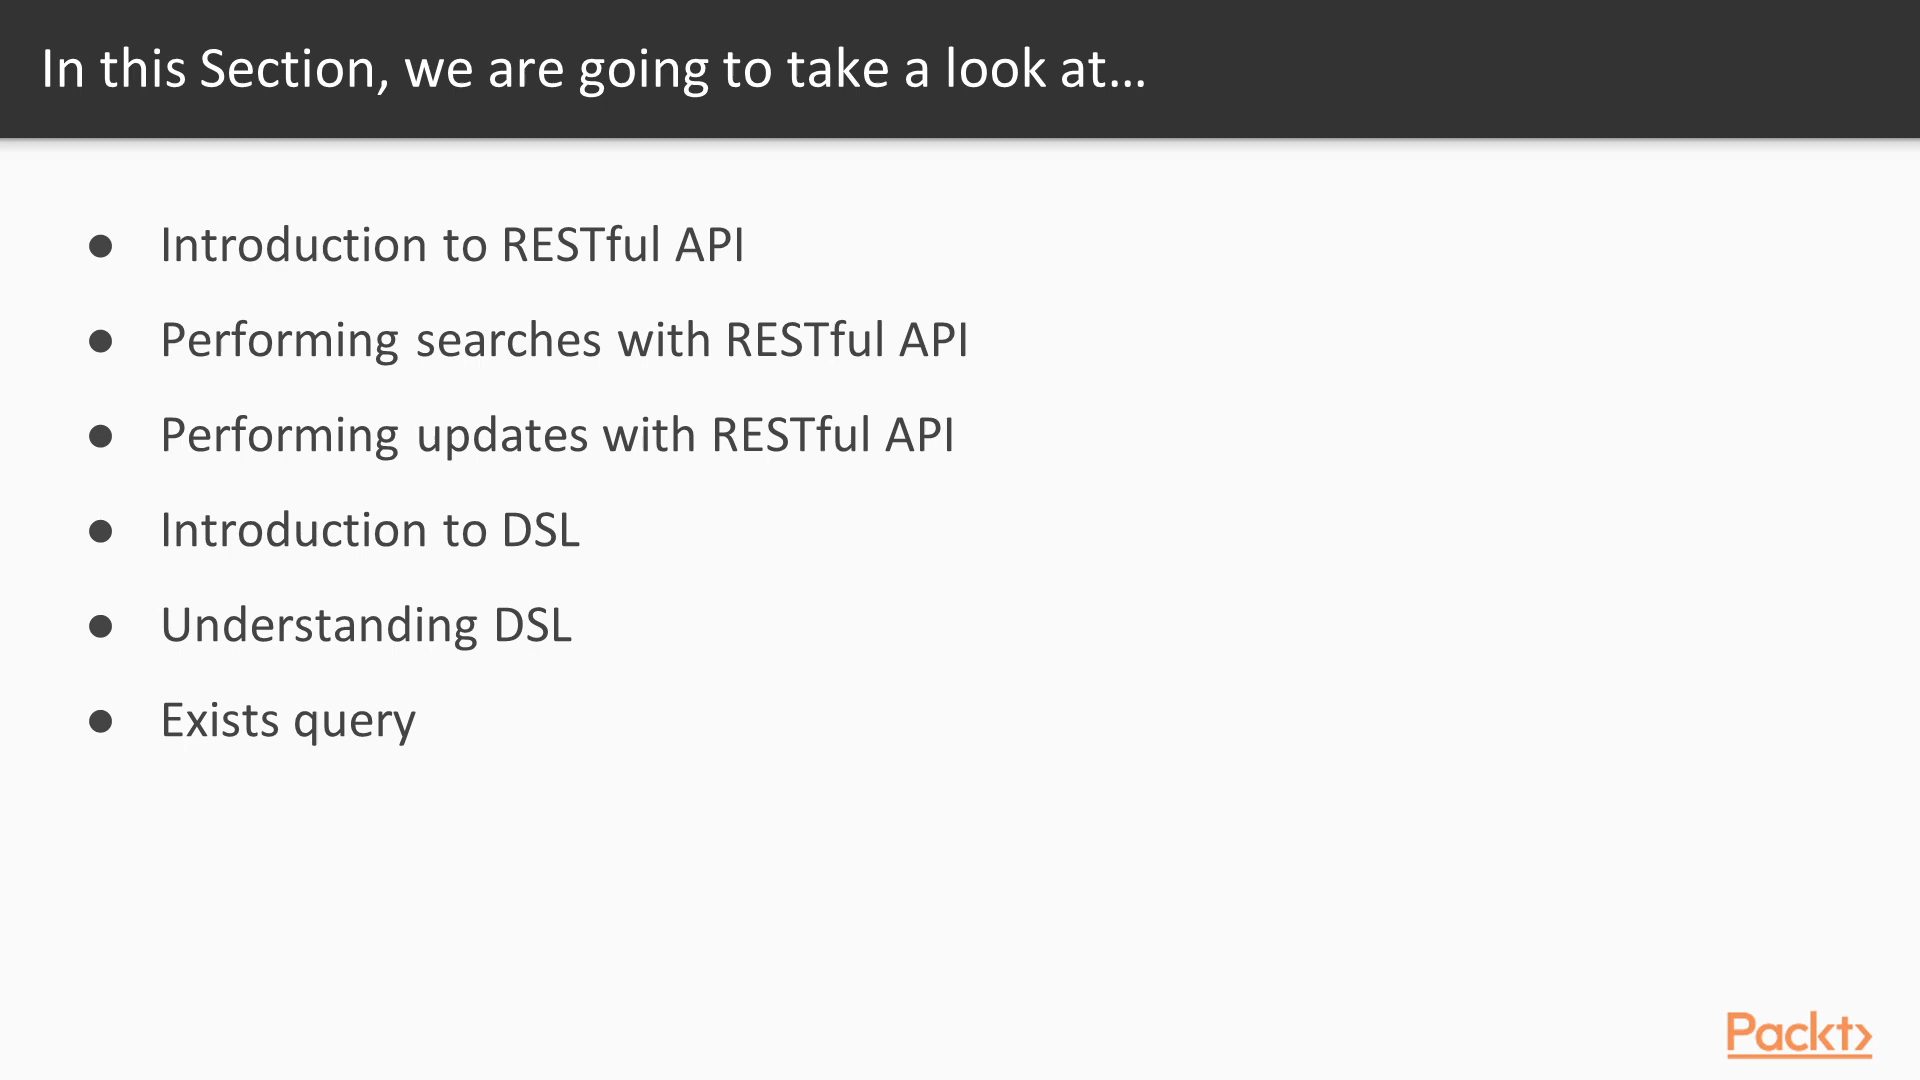 In this Section, we are going to take a look at...
● Introduction to RESTful API
● Performing searches with RESTful API
● Performing updates with RESTful API
● Introduction to DSL
● Understanding DSL
● Exists query
Packt>